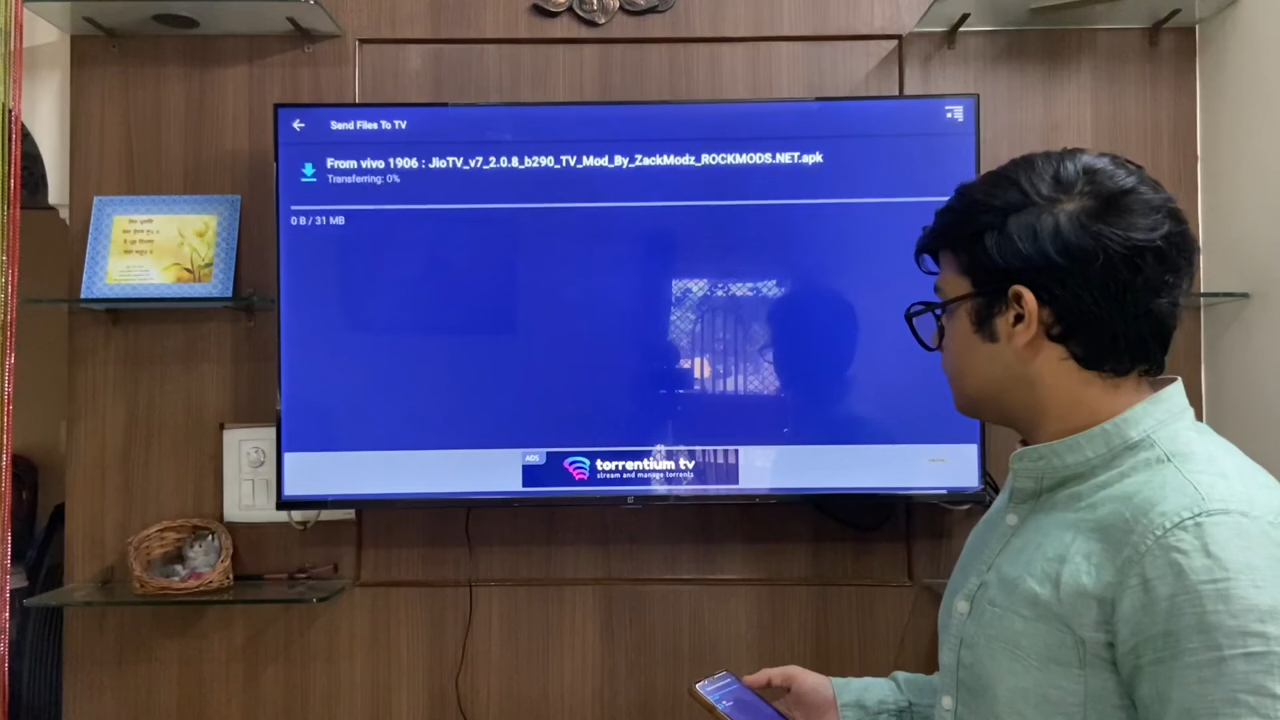 Send Files To TV
From vivo 1906 : JioTV_v7_2.0.8_b290_TV_Mod_By_ZackModz_ROCKMODS.NET.apk
Transferring: 0%
0 B / 31 MB
ADS
torrentium tv
stream and manage torrents